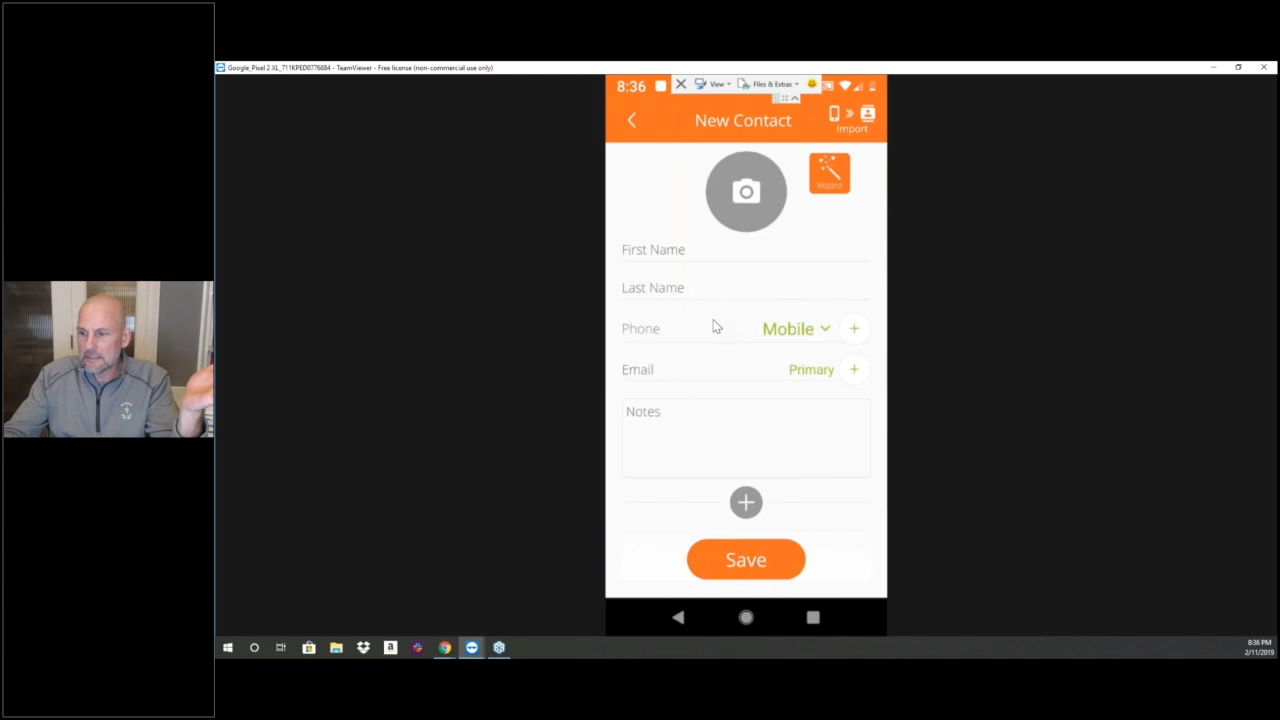 Google_Pixel 2 XL_711KPED0776884 - TeamViewer - Free license (non-commercial use only)
8:36
View
Files & Extras
New Contact
Import
Wizard
First Name
Last Name
Phone
Mobile
Email
Primary
Notes
Save
a
8:36 PM
2/11/2019